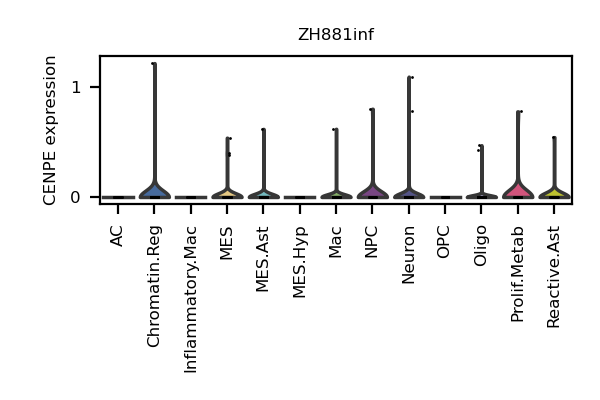 ZH881inf
CENPE expression
1
0
AC
Chromatin.Reg
Inflammatory.Mac
MES
MES.Ast
MES.Hyp
Mac
NPC
Neuron
OPC
Oligo
Prolif.Metab
Reactive.Ast